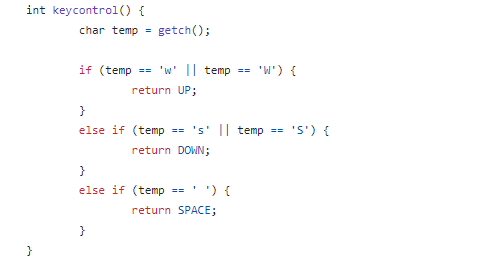 int keycontrol() {
char temp = getch();
if (temp == 'w' || temp == 'W') {
return UP;
}
else if (temp == 's' || temp == 'S') {
return DOWN;
}
else if (temp == ' ') {
return SPACE;
}
}